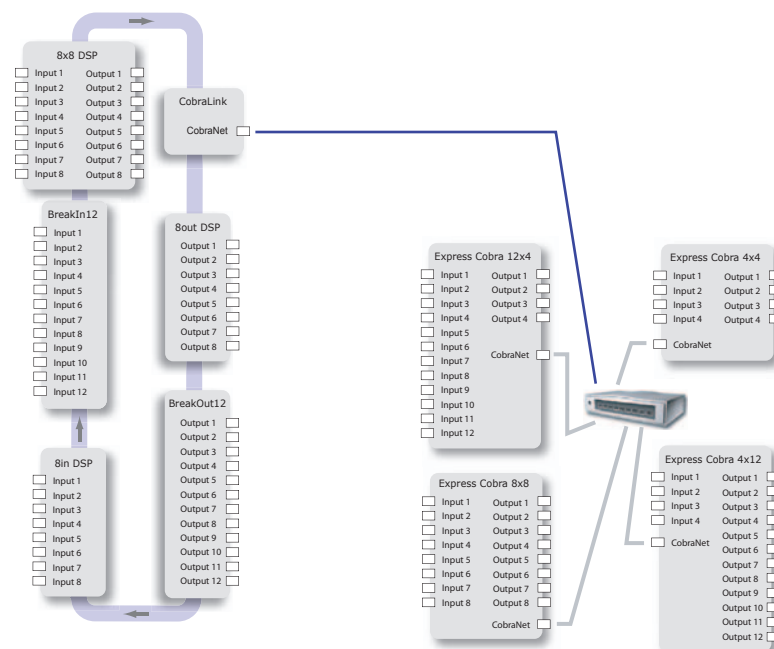 8x8 DSP
Input 1 Output 1
Input 2 Output 2
Input 3 Output 3
Input 4 Output 4
Input 5 Output 5
Input 6 Output 6
Input 7 Output 7
Input 8 Output 8
CobraLink
CobraNet
BreakIn12
Input 1
Input 2
Input 3
Input 4
Input 5
Input 6
Input 7
Input 8
Input 9
Input 10
Input 11
Input 12
8out DSP
Output 1
Output 2
Output 3
Output 4
Output 5
Output 6
Output 7
Output 8
8in DSP
Input 1
Input 2
Input 3
Input 4
Input 5
Input 6
Input 7
Input 8
BreakOut12
Output 1
Output 2
Output 3
Output 4
Output 5
Output 6
Output 7
Output 8
Output 9
Output 10
Output 11
Output 12
Express Cobra 12x4
Input 1 Output 1
Input 2 Output 2
Input 3 Output 3
Input 4 Output 4
Input 5
Input 6
Input 7 CobraNet
Input 8
Input 9
Input 10
Input 11
Input 12
Express Cobra 4x4
Input 1 Output 1
Input 2 Output 2
Input 3 Output 3
Input 4 Output 4
CobraNet
Express Cobra 8x8
Input 1 Output 1
Input 2 Output 2
Input 3 Output 3
Input 4 Output 4
Input 5 Output 5
Input 6 Output 6
Input 7 Output 7
Input 8 Output 8
CobraNet
Express Cobra 4x12
Input 1 Output 1
Input 2 Output 2
Input 3 Output 3
Input 4 Output 4
CobraNet Output 5
Output 6
Output 7
Output 8
Output 9
Output 10
Output 11
Output 12